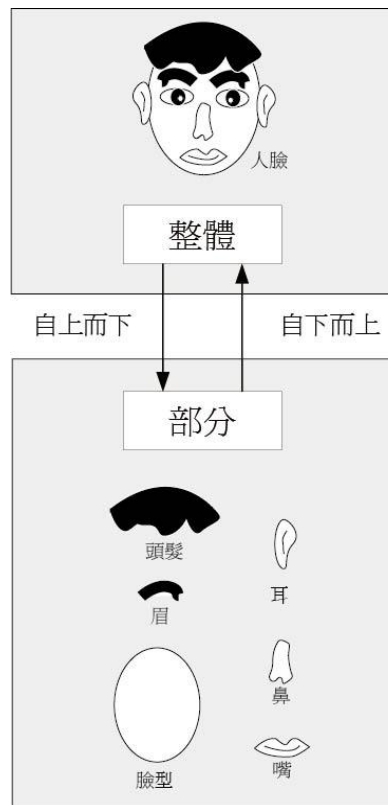 人臉
整體
自上而下
自下而上
部分
頭髮
耳
眉
鼻
臉型
嘴